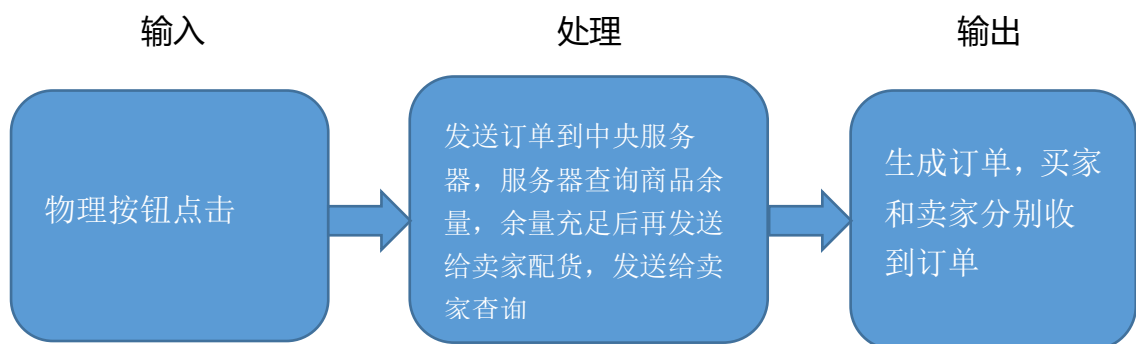 输入
处理
输出
物理按钮点击
发送订单到中央服务
器，服务器查询商品余
量，余量充足后再发送
给卖家配货，发送给卖
家查询
生成订单，买家
和卖家分别收
到订单